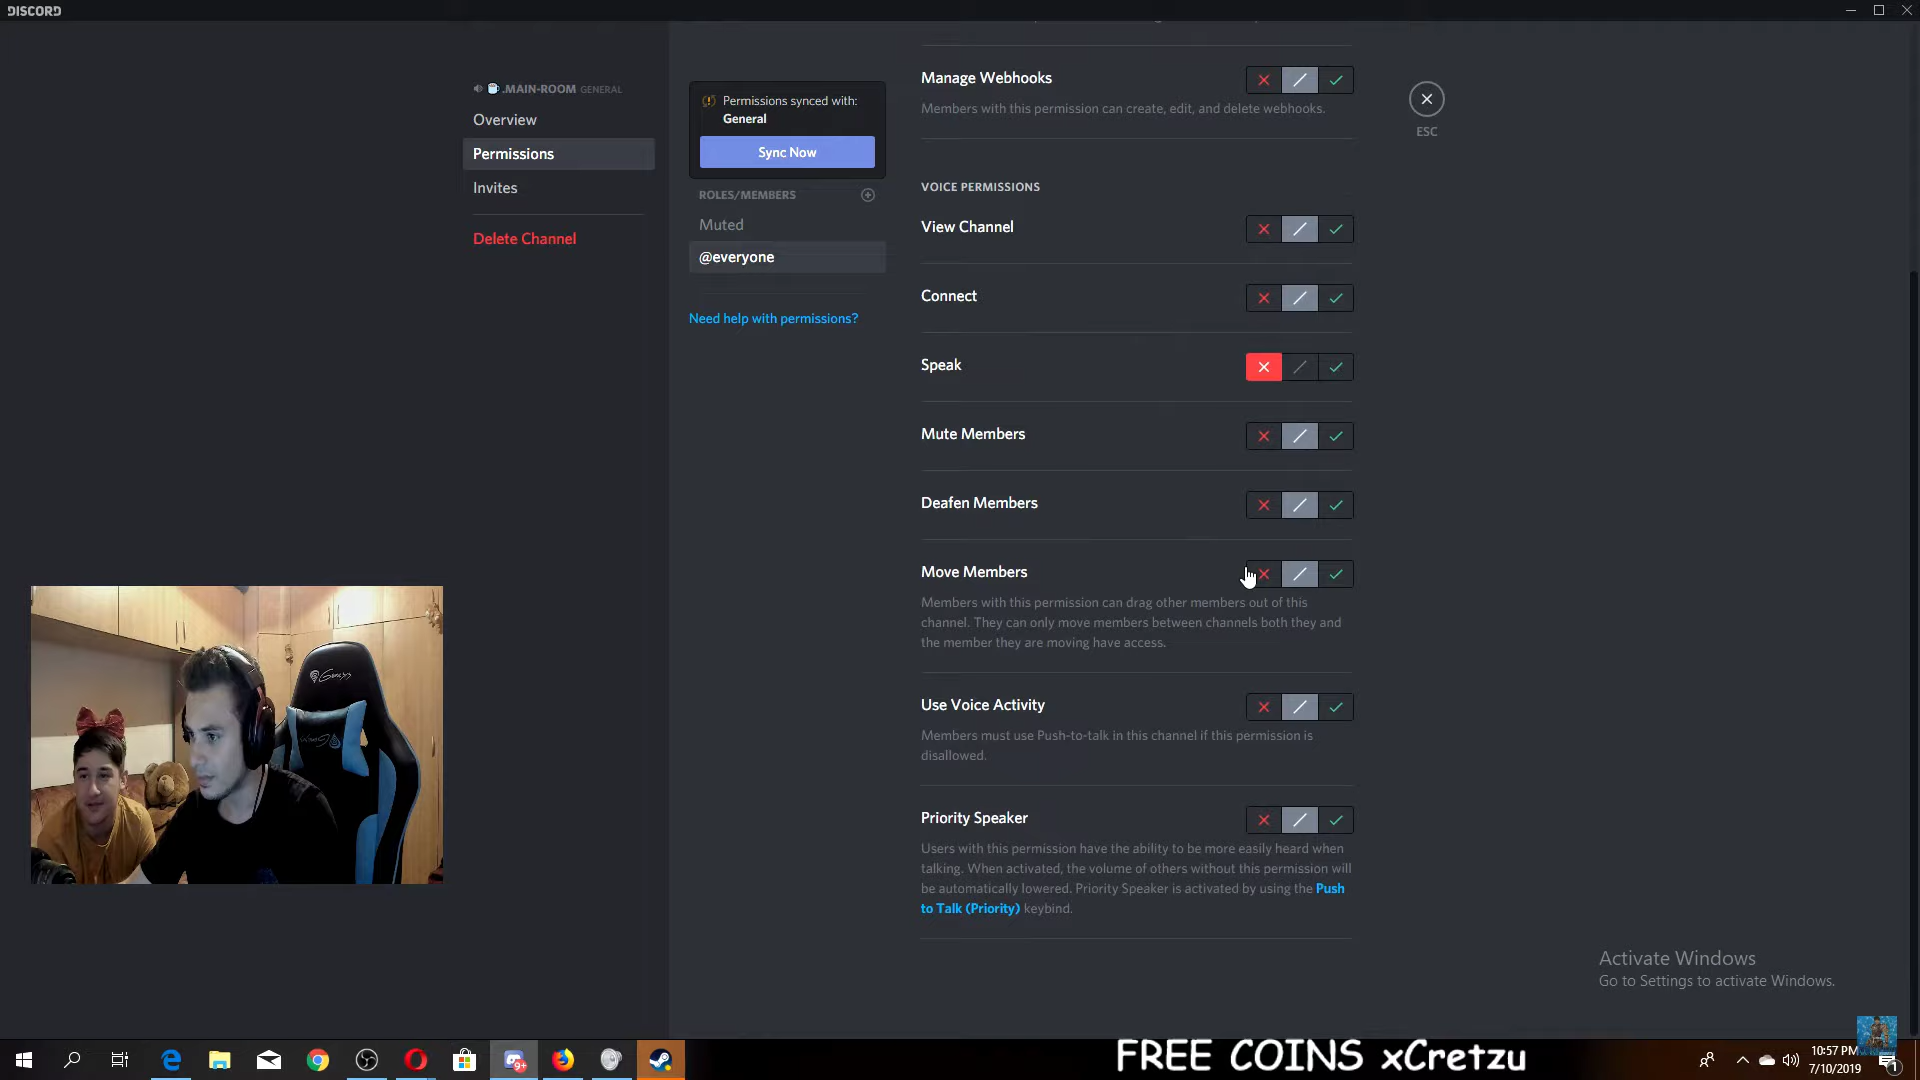 DISCORD
.MAIN-ROOM GENERAL
Overview
Permissions
Invites
Delete Channel
Permissions synced with:
General
Sync Now
ROLES/MEMBERS
Muted
@everyone
Need help with permissions?
Manage Webhooks
Members with this permission can create, edit, and delete webhooks.
VOICE PERMISSIONS
View Channel
Connect
Speak
Mute Members
Deafen Members
Move Members
Members with this permission can drag other members out of this
channel. They can only move members between channels both they and
the member they are moving have access.
Use Voice Activity
Members must use Push-to-talk in this channel if this permission is
disallowed.
Priority Speaker
Users with this permission have the ability to be more easily heard when
talking. When activated, the volume of others without this permission will
be automatically lowered. Priority Speaker is activated by using the Push
to Talk (Priority) keybind.
ESC
Genesis
Activate Windows
Go to Settings to activate Windows.
9+
FREE COINS xCretzu
10:57 PM
7/10/2019
1